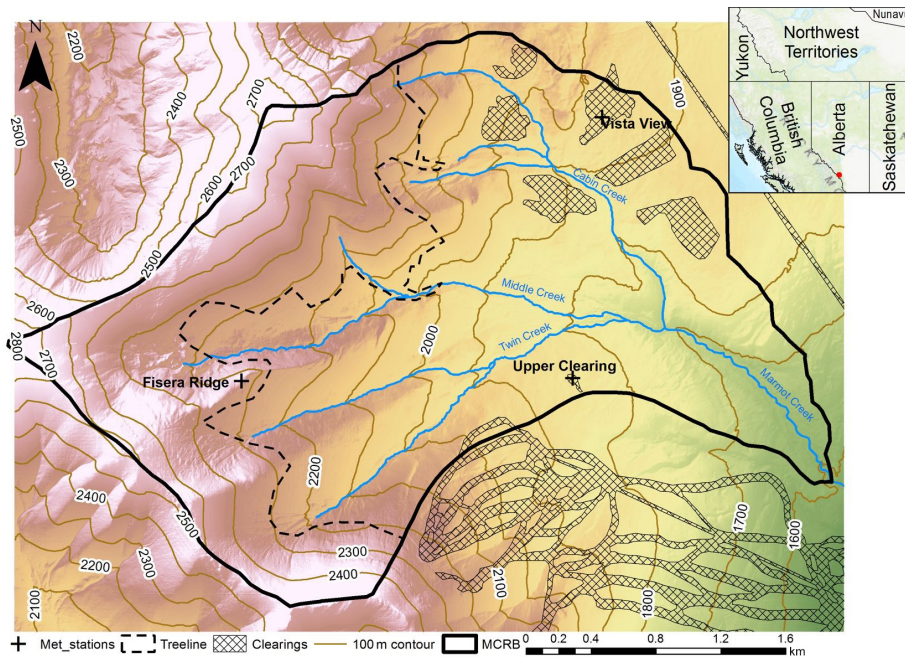 N
Nunavu
Northwest
Territories
Yukon
British
Columbia
Alberta
Saskatchewan
2200
2400
2500
2300
2700
2700
2600
2500
2600
2800
2700
1900
Vista View
Cabin Creek
Middle Creek
Twin Creek
2000
Upper Clearing
Fisera Ridge
Marmot Creek
2200
2400
2500
2300
2400
2200
2300
2100
2100
1700
1600
1800
Met_stations
Treeline
Clearings
100 m contour
MCRB
0 0.2 0.4 0.8 1.2 1.6
km